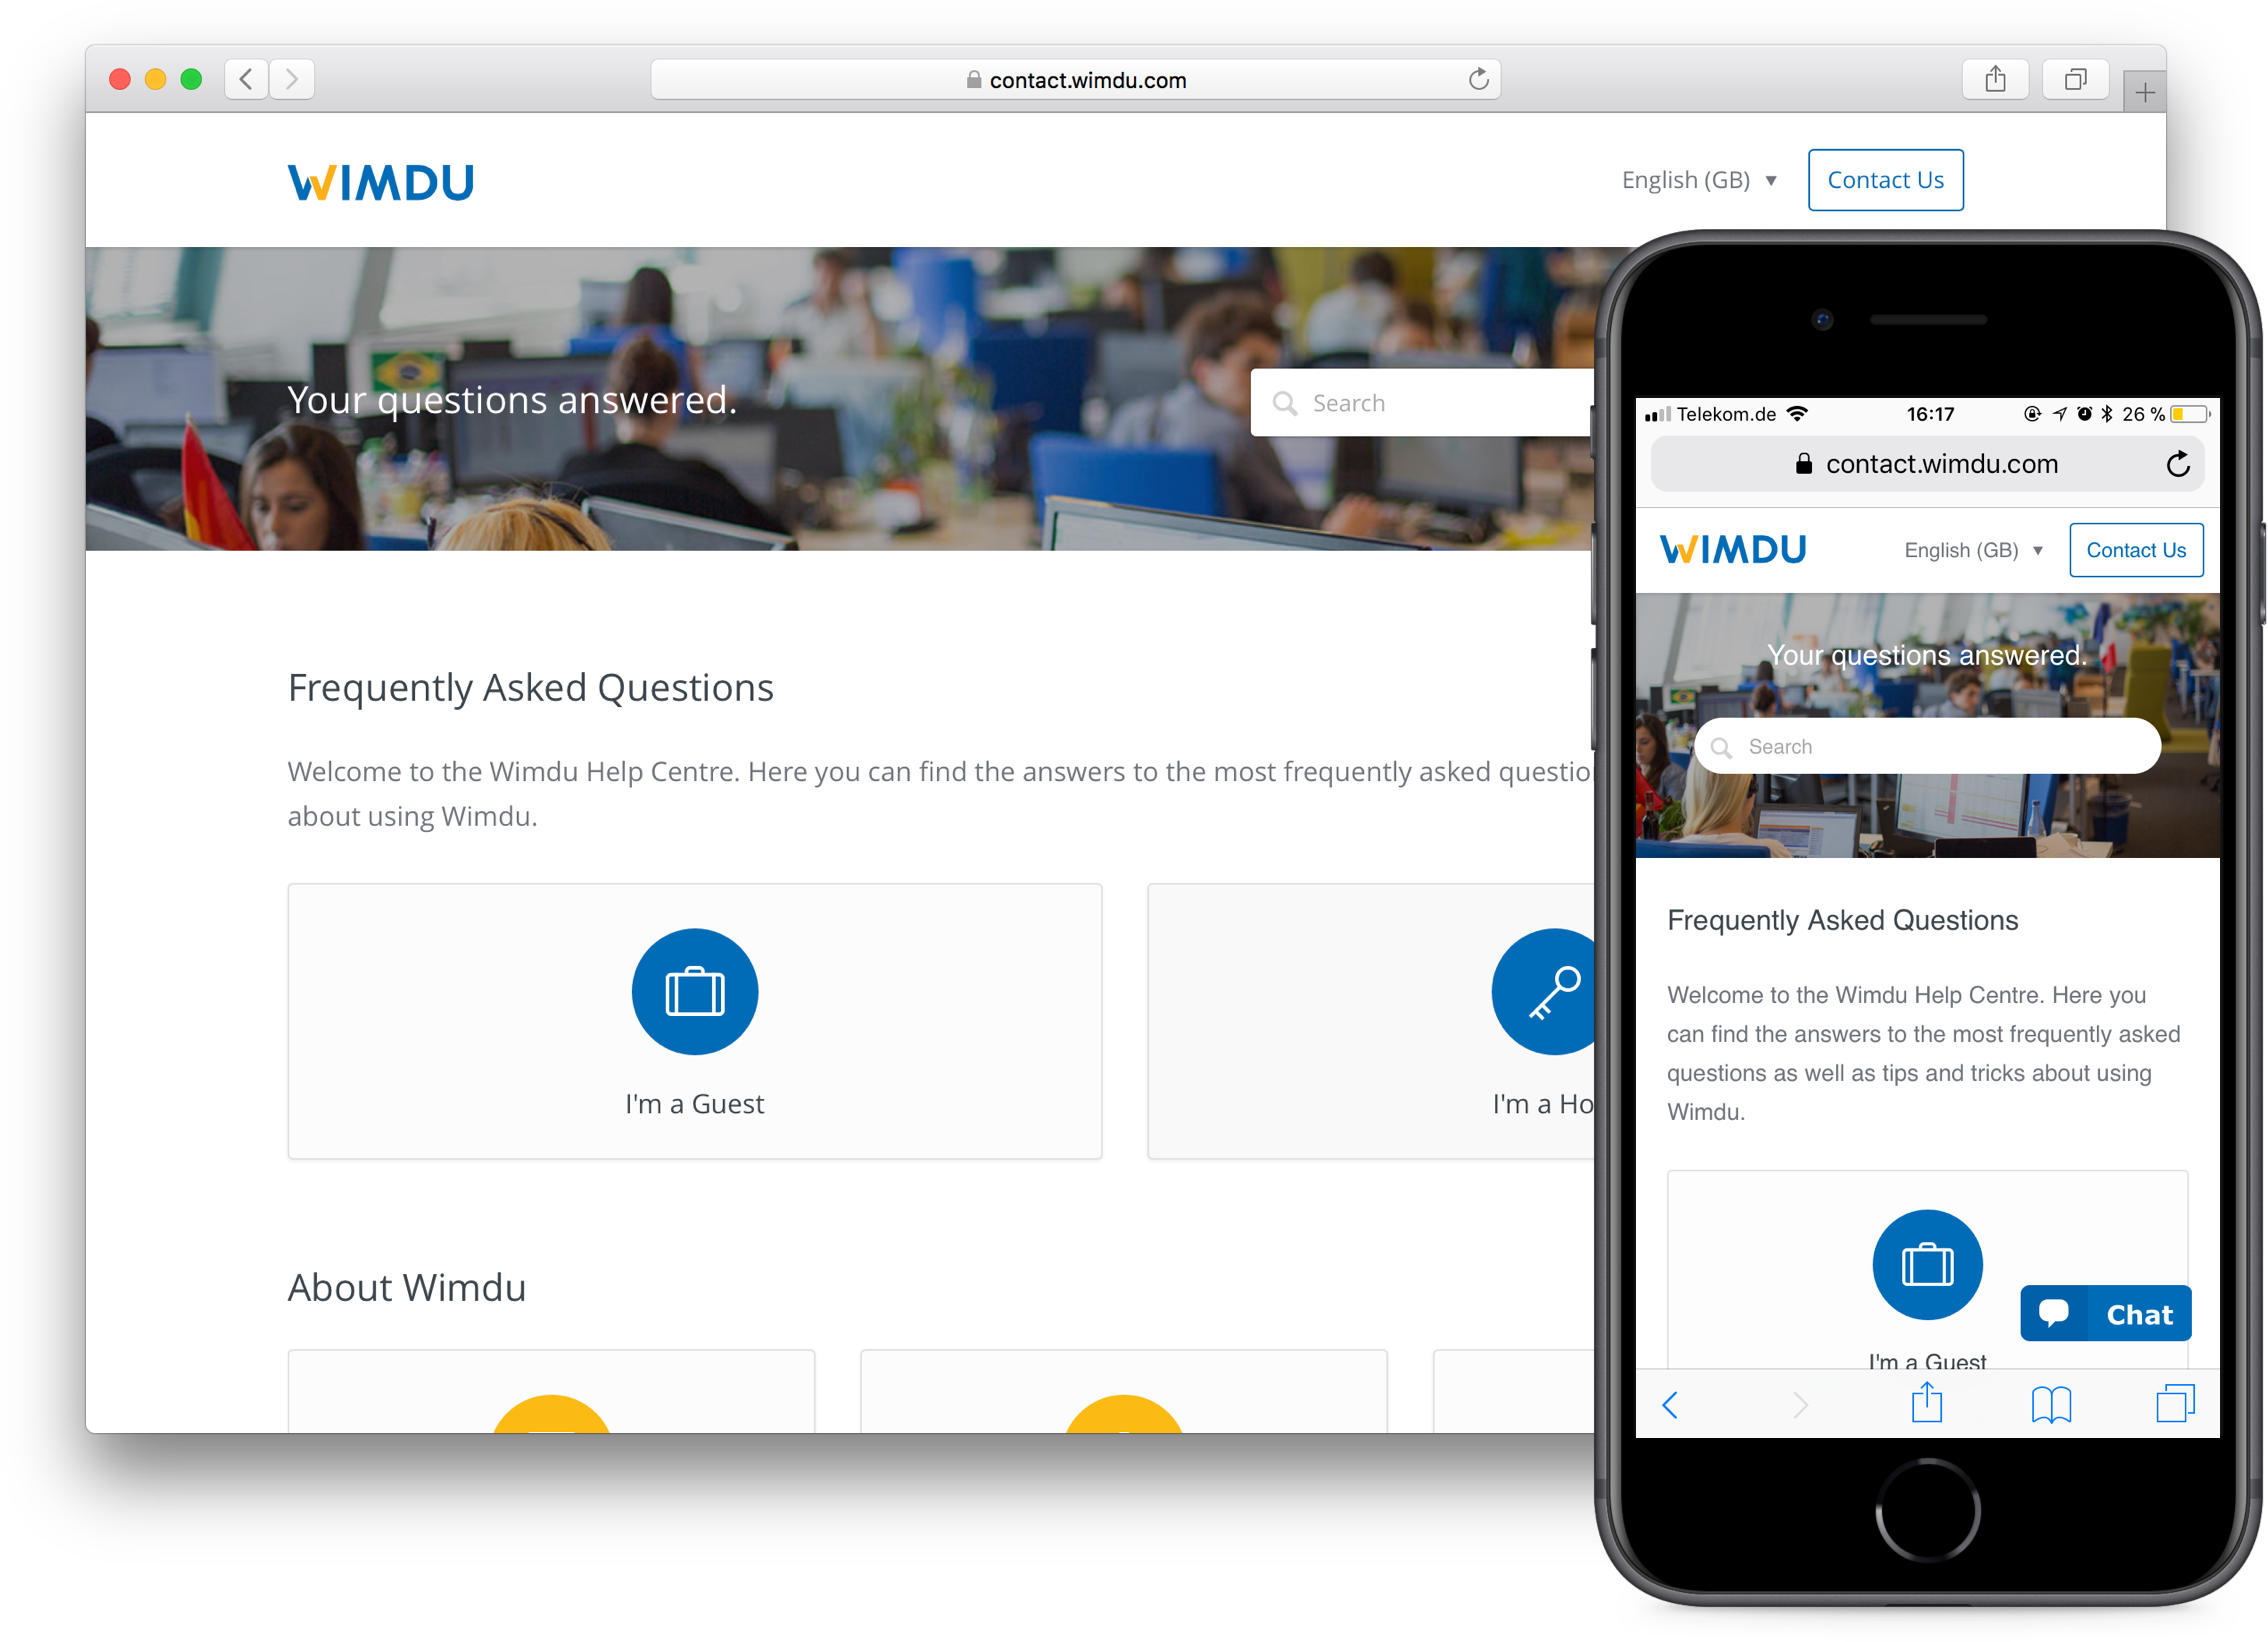 contact.wimdu.com
WIMDU
English (GB) ▼
Contact Us
Your questions answered.
Search
Frequently Asked Questions
Welcome to the Wimdu Help Centre. Here you can find the answers to the most frequently asked
about using Wimdu.
I'm a Guest
I'm a
About Wimdu
Telekom.de
16:17
26 %
contact.wimdu.com
WIMDU
English (GB) ▼
Contact Us
Your questions answered.
Search
Frequently Asked Questions
Welcome to the Wimdu Help Centre. Here you
can find the answers to the most frequently asked
questions as well as tips and tricks about using
Wimdu.
Chat
I'm a Guest